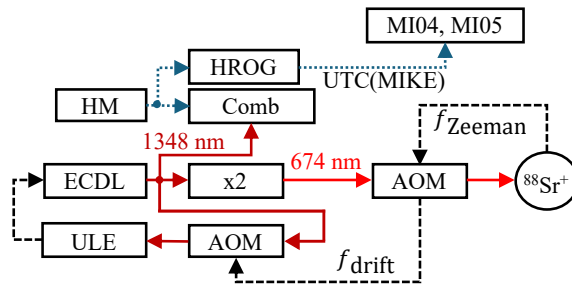 MI04, MI05
HROG
UTC(MIKE)
HM
Comb
f_Zeeman
1348 nm
674 nm
ECDL
x2
AOM
⁸⁸Sr⁺
ULE
AOM
f_drift